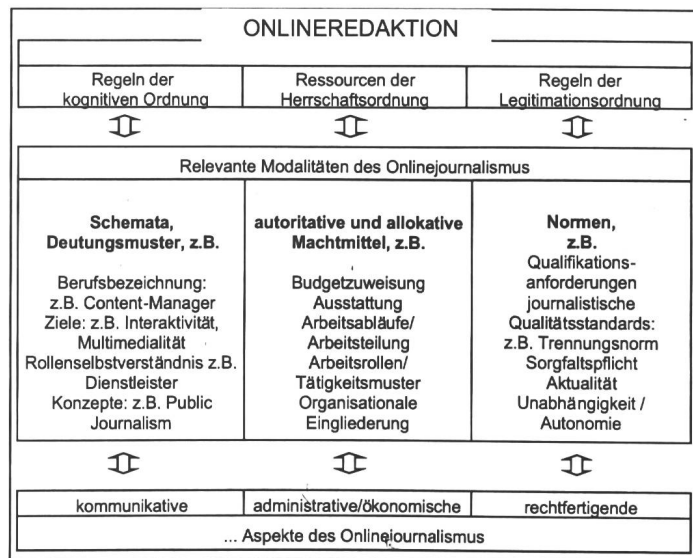 ONLINEREDAKTION
Regeln der
kognitiven Ordnung
Ressourcen der
Herrschaftsordnung
Regeln der
Legitimationsordnung
Relevante Modalitäten des Onlinejournalismus
Schemata,
Deutungsmuster, z.B.
Berufsbezeichnung:
z.B. Content-Manager
Ziele: z.B. Interaktivität,
Multimedialität
Rollenselbstverständnis z.B.
Dienstleister
Konzepte: z.B. Public
Journalism
autoritative und allokative
Machtmittel, z.B.
Budgetzuweisung
Ausstattung
Arbeitsabläufe/
Arbeitsteilung
Arbeitsrollen/
Tätigkeitsmuster
Organisationale
Eingliederung
Normen,
z.B.
Qualifikations-
anforderungen
journalistische
Qualitätsstandards:
z.B. Trennungsnorm
Sorgfaltspflicht
Aktualität
Unabhängigkeit /
Autonomie
kommunikative
administrative/ökonomische
rechtfertigende
... Aspekte des Onlinejournalismus